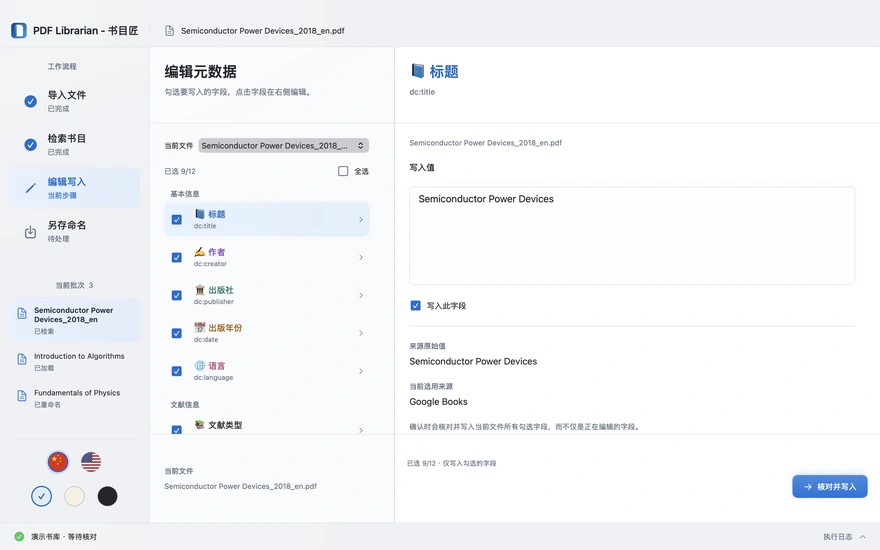 PDF Librarian - 书目匠
Semiconductor Power Devices_2018_en.pdf
工作流程
导入文件
已完成
检索书目
已完成
编辑写入
当前步骤
另存命名
待处理
当前批次 3
Semiconductor Power
Devices_2018_en
已检索
Introduction to Algorithms
已加载
Fundamentals of Physics
已重命名
编辑元数据
勾选要写入的字段，点击字段在右侧编辑。
当前文件 Semiconductor Power Devices_2018_...
已选 9/12 全选
基本信息
标题
dc:title
作者
dc:creator
出版社
dc:publisher
出版年份
dc:date
语言
dc:language
文献信息
文献类型
当前文件
Semiconductor Power Devices_2018_en.pdf
标题
dc:title
Semiconductor Power Devices_2018_en.pdf
写入值
Semiconductor Power Devices
写入此字段
来源原始值
Semiconductor Power Devices
当前选用来源
Google Books
确认时会核对并写入当前文件所有勾选字段，而不仅是正在编辑的字段。
已选 9/12 · 仅写入勾选的字段
核对并写入
演示书库 · 等待核对
执行日志